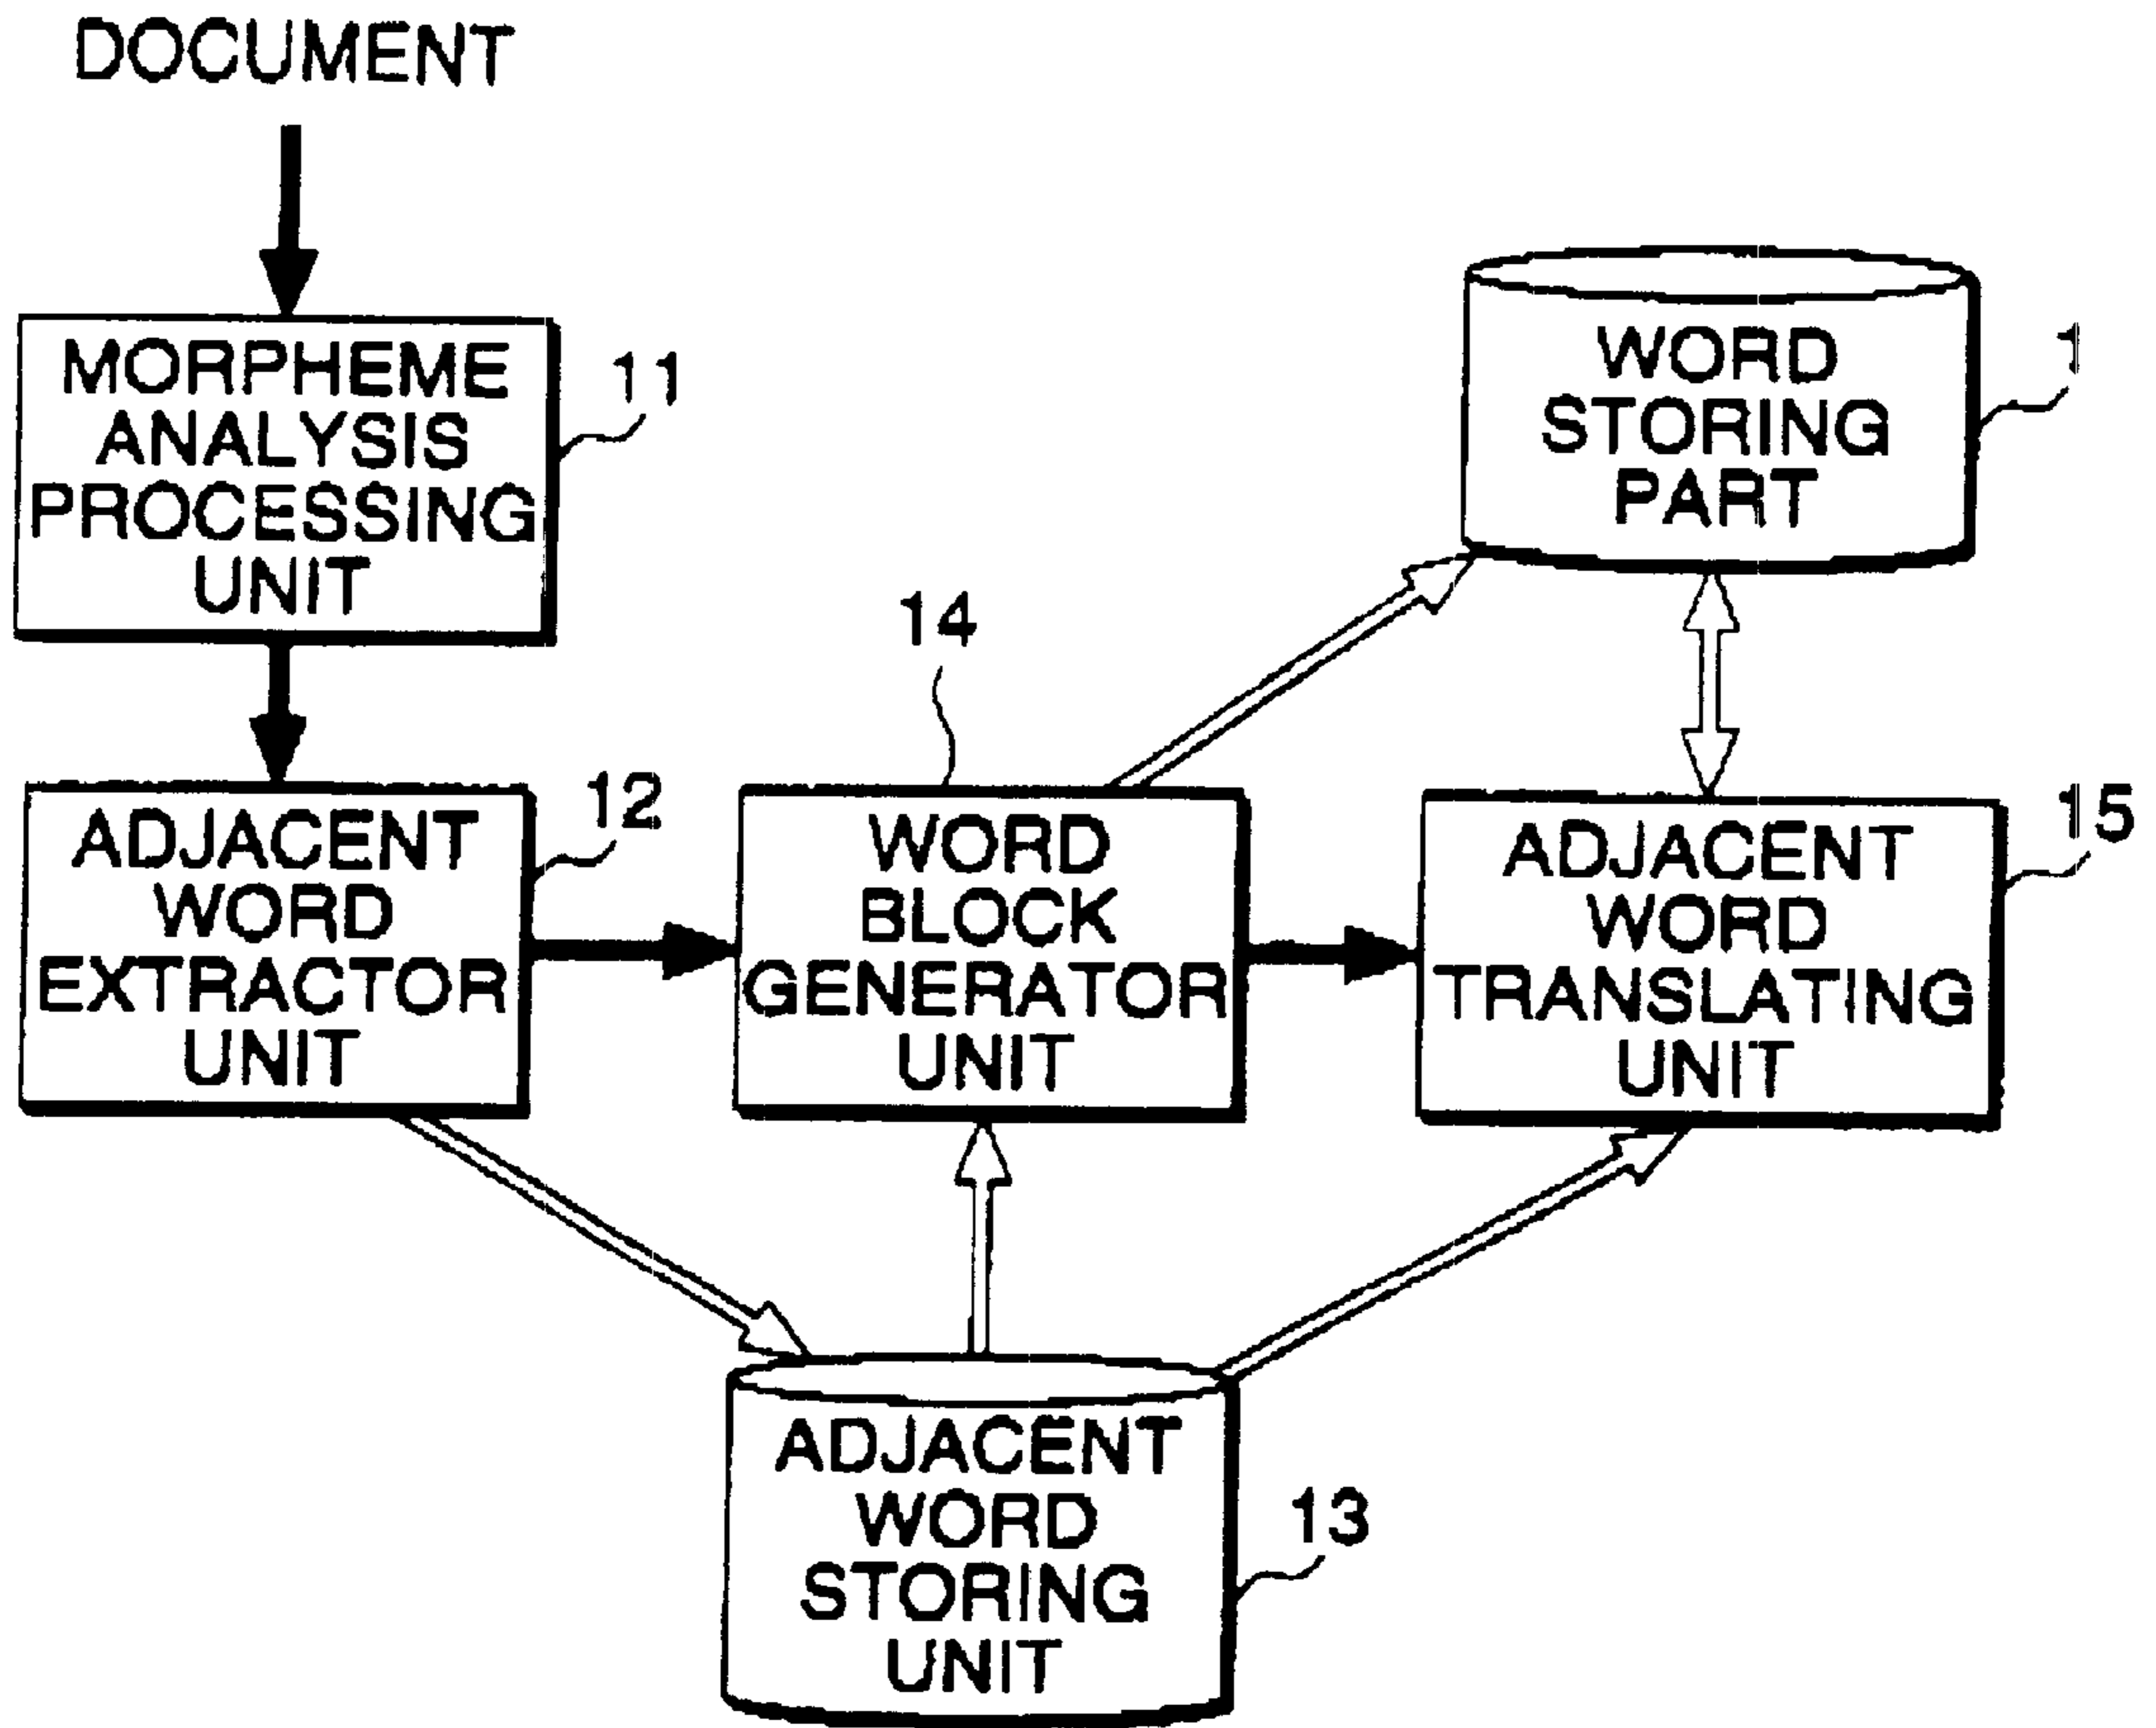 DOCUMENT
MORPHEME
ANALYSIS
PROCESSING
UNIT
11
WORD
STORING
PART
1
14
ADJACENT
WORD
EXTRACTOR
UNIT
12
WORD
BLOCK
GENERATOR
UNIT
ADJACENT
WORD
TRANSLATING
UNIT
15
ADJACENT
WORD
STORING
UNIT
13